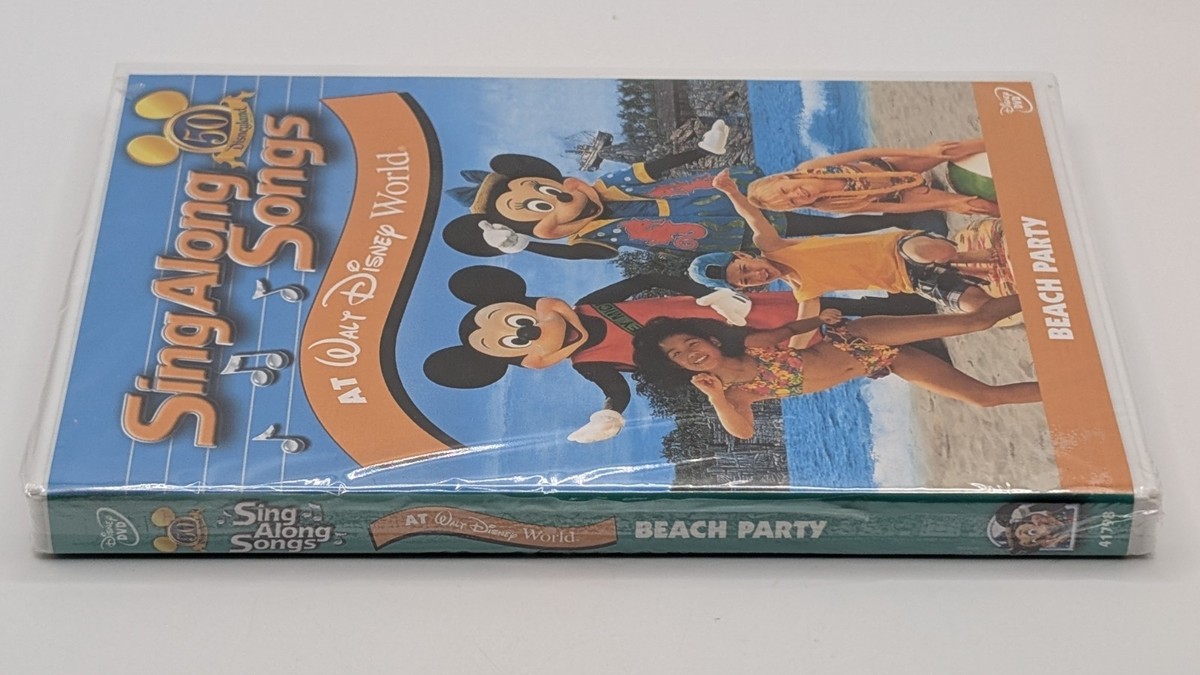 50
Disneyland
Sing Along
Songs
AT WALT DISNEY World®
Disney
DVD
BEACH PARTY
Disney
DVD
50
Sing
Along
Songs
AT WALT DISNEY World®
BEACH PARTY
41798